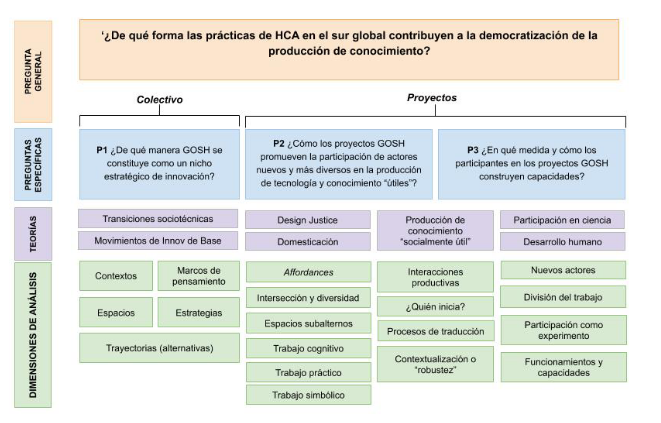 PREGUNTA
GENERAL
‘¿De qué forma las prácticas de HCA en el sur global contribuyen a la democratización de la
producción de conocimiento?
Colectivo
Proyectos
PREGUNTAS
ESPECÍFICAS
P1 ¿De qué manera GOSH se
constituye como un nicho
estratégico de innovación?
P2 ¿Cómo los proyectos GOSH
promueven la participación de actores
nuevos y más diversos en la producción
de tecnología y conocimiento “útiles”?
P3 ¿En qué medida y cómo los
participantes en los proyectos GOSH
construyen capacidades?
TEORÍAS
Transiciones sociotécnicas
Movimientos de Innov de Base
Design Justice
Domesticación
Producción de
conocimiento
“socialmente útil”
Participación en ciencia
Desarrollo humano
DIMENSIONES DE ANÁLISIS
Contextos
Marcos de
pensamiento
Espacios
Estrategias
Trayectorias (alternativas)
Affordances
Intersección y diversidad
Espacios subalternos
Trabajo cognitivo
Trabajo práctico
Trabajo simbólico
Interacciones
productivas
¿Quién inicia?
Procesos de traducción
Contextualización o
“robustez”
Nuevos actores
División del trabajo
Participación como
experimento
Funcionamientos y
capacidades